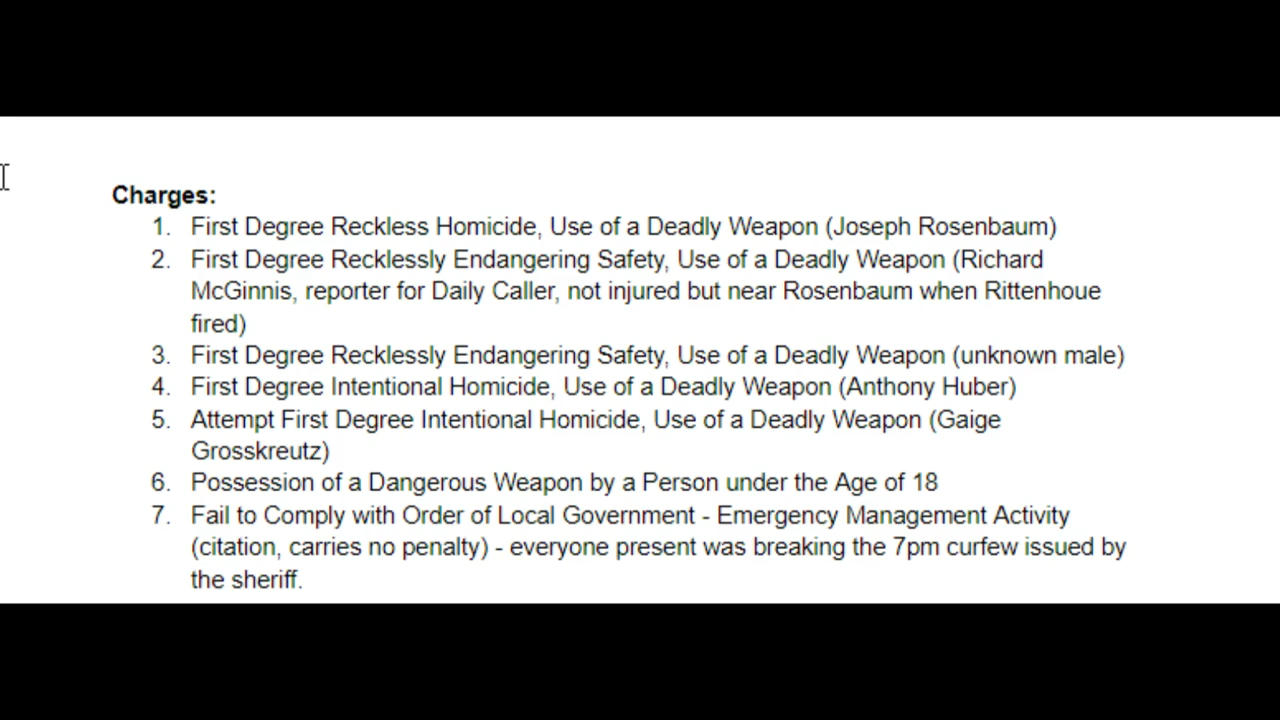 Charges:
1. First Degree Reckless Homicide, Use of a Deadly Weapon (Joseph Rosenbaum)
2. First Degree Recklessly Endangering Safety, Use of a Deadly Weapon (Richard
McGinnis, reporter for Daily Caller, not injured but near Rosenbaum when Rittenhoue
fired)
3. First Degree Recklessly Endangering Safety, Use of a Deadly Weapon (unknown male)
4. First Degree Intentional Homicide, Use of a Deadly Weapon (Anthony Huber)
5. Attempt First Degree Intentional Homicide, Use of a Deadly Weapon (Gaige
Grosskreutz)
6. Possession of a Dangerous Weapon by a Person under the Age of 18
7. Fail to Comply with Order of Local Government - Emergency Management Activity
(citation, carries no penalty) - everyone present was breaking the 7pm curfew issued by
the sheriff.